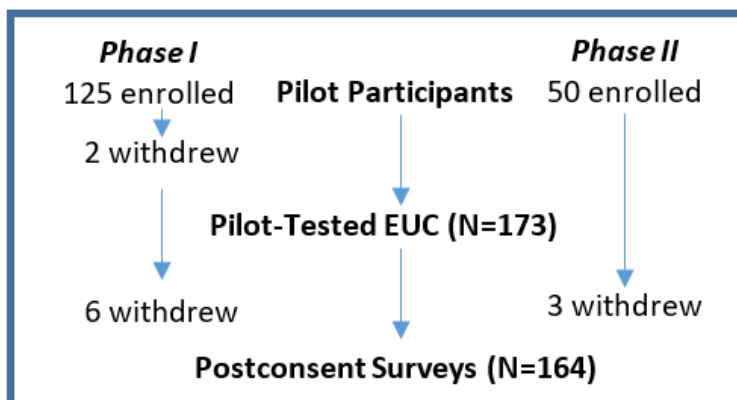 Phase I
Phase II
125 enrolled
Pilot Participants
50 enrolled
2 withdrew
Pilot-Tested EUC (N=173)
6 withdrew
3 withdrew
Postconsent Surveys (N=164)